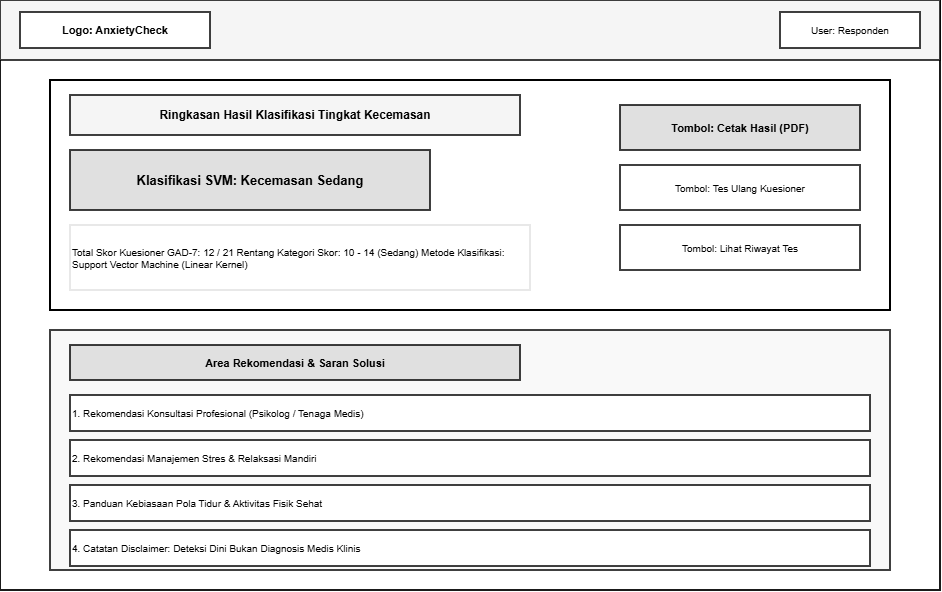 Logo: AnxietyCheck
User: Responden
Ringkasan Hasil Klasifikasi Tingkat Kecemasan
Klasifikasi SVM: Kecemasan Sedang
Total Skor Kuesioner GAD-7: 12 / 21 Rentang Kategori Skor: 10 - 14 (Sedang) Metode Klasifikasi:
Support Vector Machine (Linear Kernel)
Tombol: Cetak Hasil (PDF)
Tombol: Tes Ulang Kuesioner
Tombol: Lihat Riwayat Tes
Area Rekomendasi & Saran Solusi
1. Rekomendasi Konsultasi Profesional (Psikolog / Tenaga Medis)
2. Rekomendasi Manajemen Stres & Relaksasi Mandiri
3. Panduan Kebiasaan Pola Tidur & Aktivitas Fisik Sehat
4. Catatan Disclaimer: Deteksi Dini Bukan Diagnosis Medis Klinis